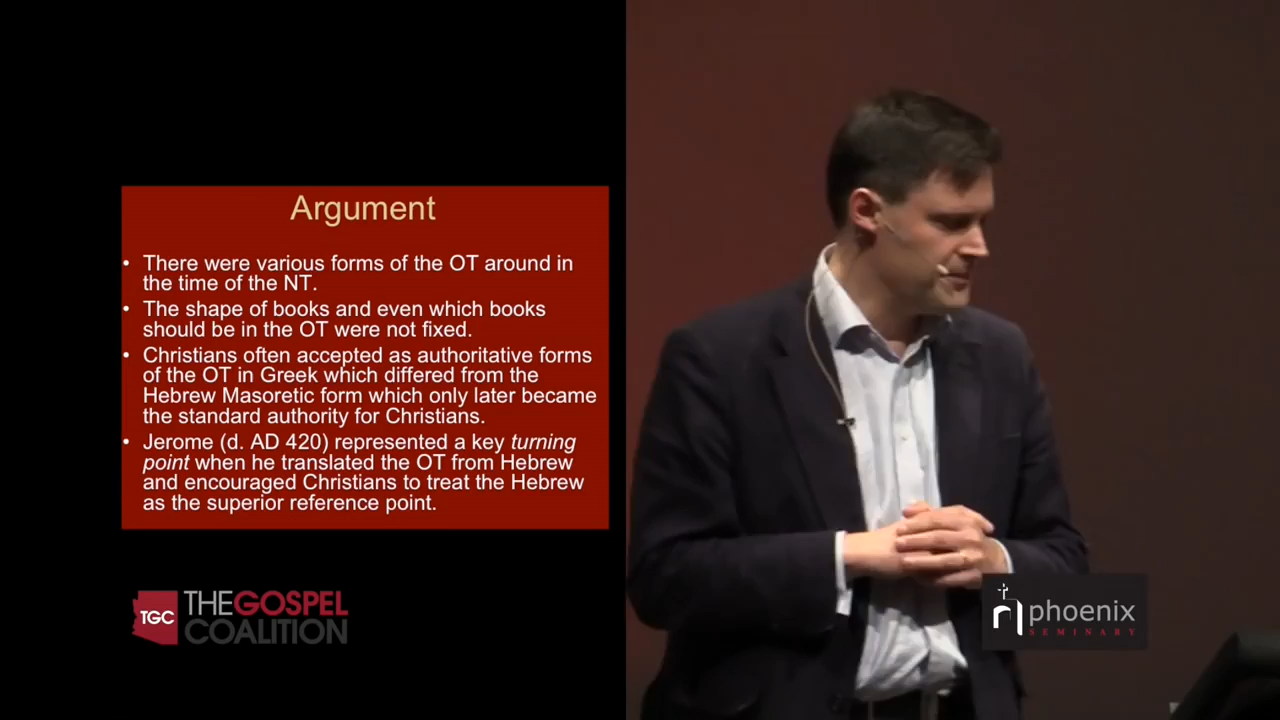 Argument
• There were various forms of the OT around in
the time of the NT.
• The shape of books and even which books
should be in the OT were not fixed.
• Christians often accepted as authoritative forms
of the OT in Greek which differed from the
Hebrew Masoretic form which only later became
the standard authority for Christians.
• Jerome (d. AD 420) represented a key turning
point when he translated the OT from Hebrew
and encouraged Christians to treat the Hebrew
as the superior reference point.
TGC
THE GOSPEL
COALITION
phoenix
SEMINARY